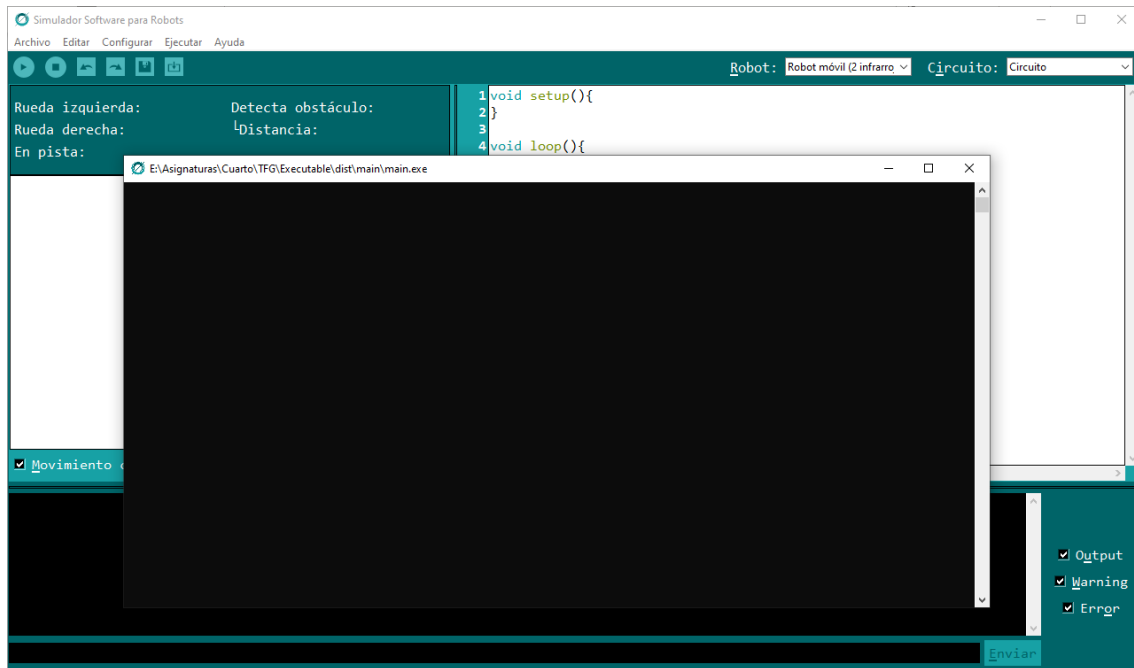 Simulador Software para Robots
Archivo Editar Configurar Ejecutar Ayuda
Robot: Robot móvil (2 infrarro Circuito: Circuito
Rueda izquierda: Detecta obstáculo:
Rueda derecha: └Distancia:
En pista:
1 void setup(){
2 }
3
4 void loop(){
E:\Asignaturas\Cuarto\TFG\Executable\dist\main\main.exe
Movimiento
Output
Warning
Error
Enviar